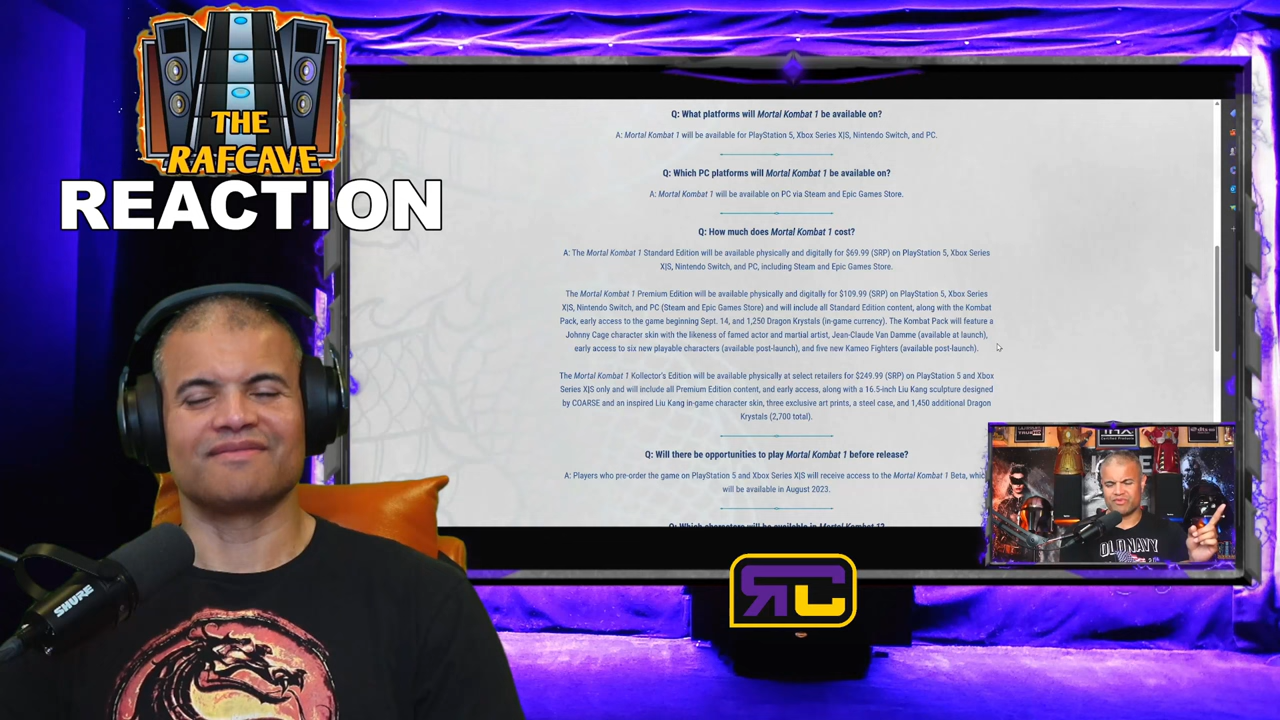 THE
RAFCAVE
REACTION
Q: What platforms will Mortal Kombat 1 be available on?
A: Mortal Kombat 1 will be available for PlayStation 5, Xbox Series X|S, Nintendo Switch, and PC.
Q: Which PC platforms will Mortal Kombat 1 be available on?
A: Mortal Kombat 1 will be available on PC via Steam and Epic Games Store.
Q: How much does Mortal Kombat 1 cost?
A: The Mortal Kombat 1 Standard Edition will be available physically and digitally for $69.99 (SRP) on PlayStation 5, Xbox Series
X|S, Nintendo Switch, and PC, including Steam and Epic Games Store.
The Mortal Kombat 1 Premium Edition will be available physically and digitally for $109.99 (SRP) on PlayStation 5, Xbox Series
X|S, Nintendo Switch, and PC (Steam and Epic Games Store) and will include all Standard Edition content, along with the Kombat
Pack, early access to the game beginning Sept. 14, and 1,250 Dragon Krystals (in-game currency). The Kombat Pack will feature a
Johnny Cage character skin with the likeness of famed actor and martial artist, Jean-Claude Van Damme (available at launch),
early access to six new playable characters (available post-launch), and five new Kameo Fighters (available post-launch).
The Mortal Kombat 1 Kollector's Edition will be available physically at select retailers for $249.99 (SRP) on PlayStation 5 and Xbox
Series X|S only and will include all Premium Edition content, and early access, along with a 16.5-inch Liu Kang sculpture designed
by COARSE and an inspired Liu Kang in-game character skin, three exclusive art prints, a steel case, and 1,450 additional Dragon
Krystals (2,700 total).
Q: Will there be opportunities to play Mortal Kombat 1 before release?
A: Players who pre-order the game on PlayStation 5 and Xbox Series X|S will receive access to the Mortal Kombat 1 Beta, whic
will be available in August 2023.
Q: Which characters will be available in Mortal Kombat 1?
OLD NAVY
RC
SHURE